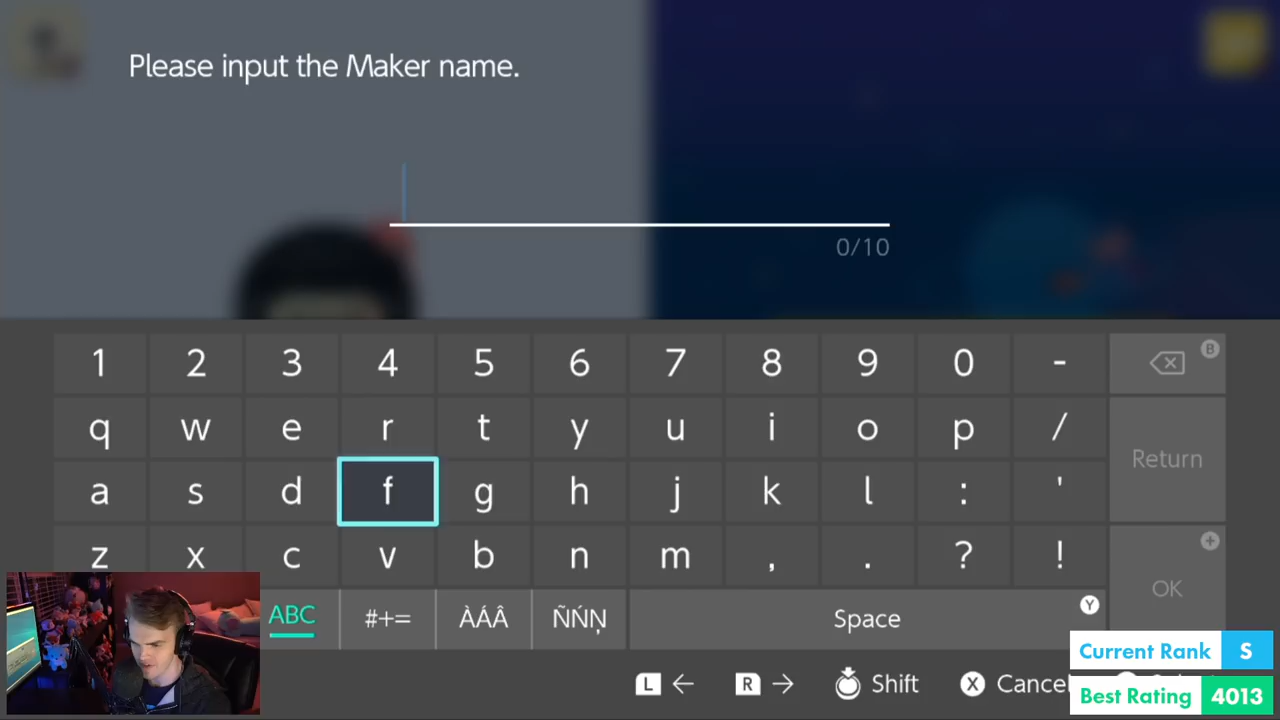 Please input the Maker name.
0/10
1 2 3 4 5 6 7 8 9 0 - B
q w e r t y u i o p /
Return
a s d f g h j k l : '
z x c v b n m , . ? ! +
OK
ABC #+= ÀÁÂ ÑŃŅ Space Y
L ← R → Shift X Cancel
Current Rank S
Best Rating 4013